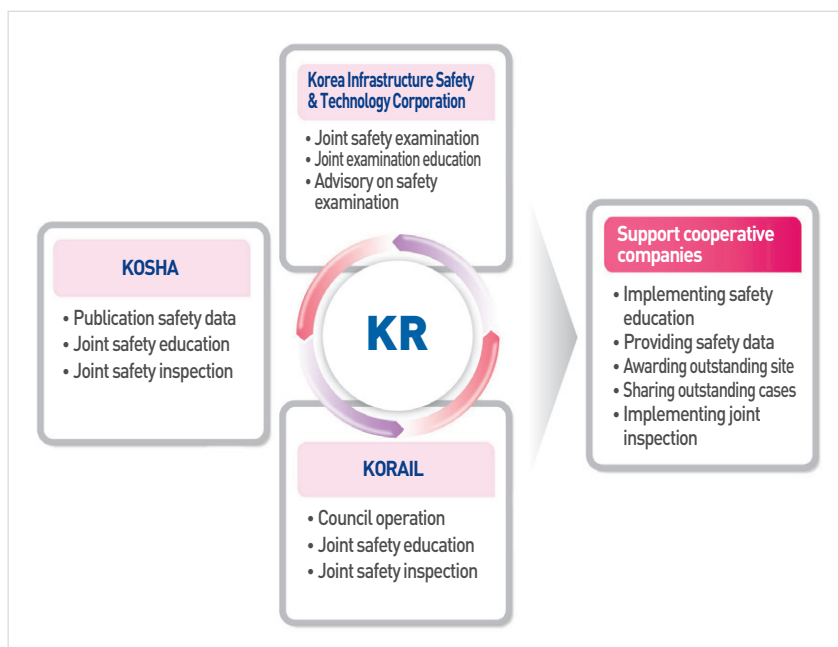 Korea Infrastructure Safety
& Technology Corporation
• Joint safety examination
• Joint examination education
• Advisory on safety
examination
KOSHA
• Publication safety data
• Joint safety education
• Joint safety inspection
KR
KORAIL
• Council operation
• Joint safety education
• Joint safety inspection
Support cooperative
companies
• Implementing safety
education
• Providing safety data
• Awarding outstanding site
• Sharing outstanding cases
• Implementing joint
inspection